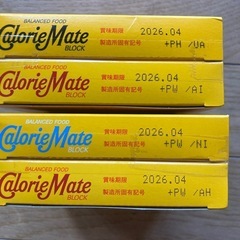 BALANCED FOOD
CalorieMate
BLOCK
賞味期限 2026.04
製造所固有記号 +PH /UA
BALANCED FOOD
CalorieMate
BLOCK
賞味期限 2026.04
製造所固有記号 +PW /AI
BALANCED FOOD
CalorieMate
BLOCK
賞味期限 2026.04
製造所固有記号 +PW /NI
BALANCED FOOD
CalorieMate
BLOCK
賞味期限 2026.04
製造所固有記号 +PW /AH